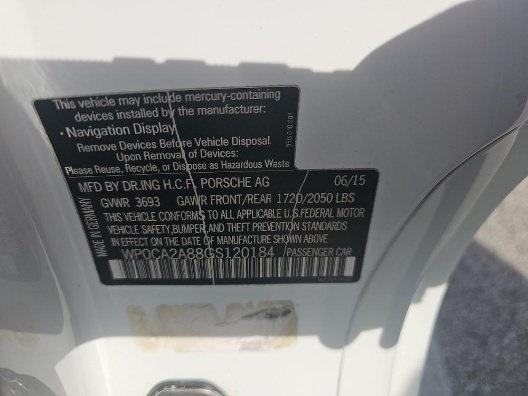 This vehicle may include mercury-containing
devices installed by the manufacturer:
• Navigation Display
Remove Devices Before Vehicle Disposal.
Upon Removal of Devices:
Please Reuse, Recycle, or Dispose as Hazardous Waste
MADE IN GERMANY
MFD BY DR.ING H.C.F. PORSCHE AG 06/15
GVWR 3693 GAWR FRONT/REAR 1720/2050 LBS
THIS VEHICLE CONFORMS TO ALL APPLICABLE U.S.FEDERAL MOTOR
VEHICLE SAFETY,BUMPER,AND THEFT PREVENTION STANDARDS
IN EFFECT ON THE DATE OF MANUFACTURE SHOWN ABOVE.
WP0CA2A88GS120184 PASSENGER CAR